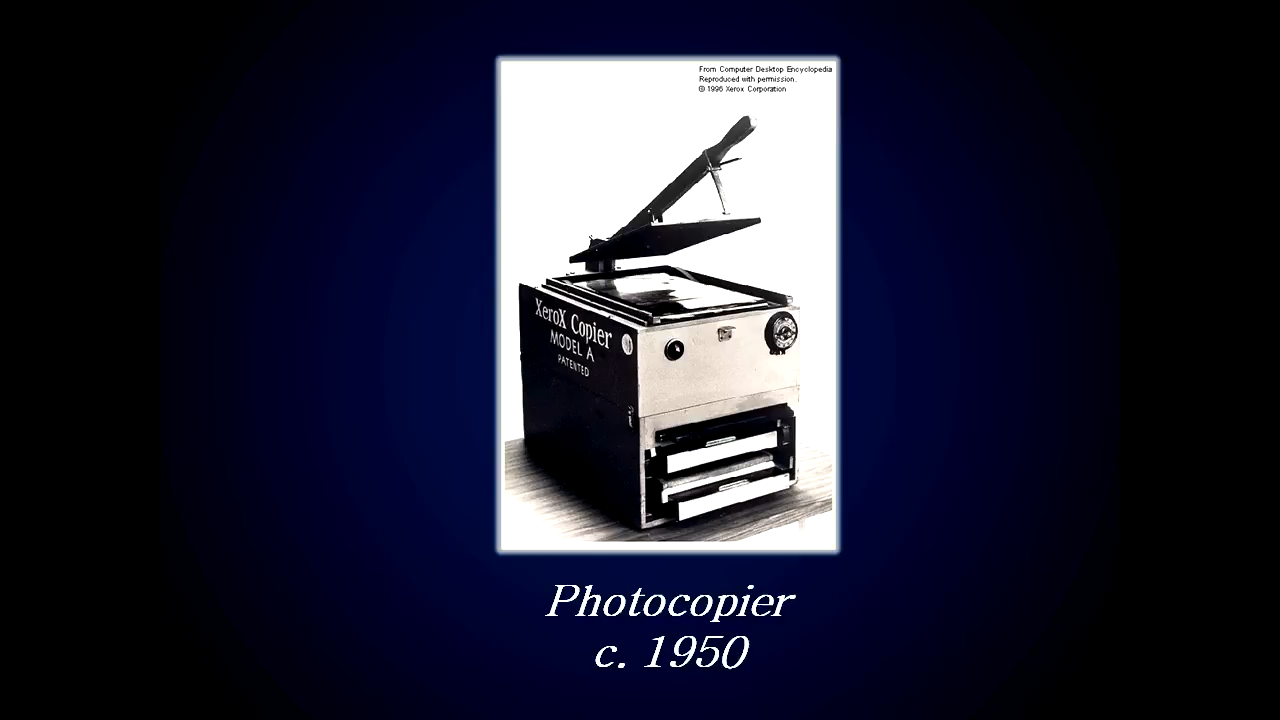 From Computer Desktop Encyclopedia
Reproduced with permission.
© 1996 Xerox Corporation
XeroX Copier
MODEL A
PATENTED
Photocopier
c. 1950